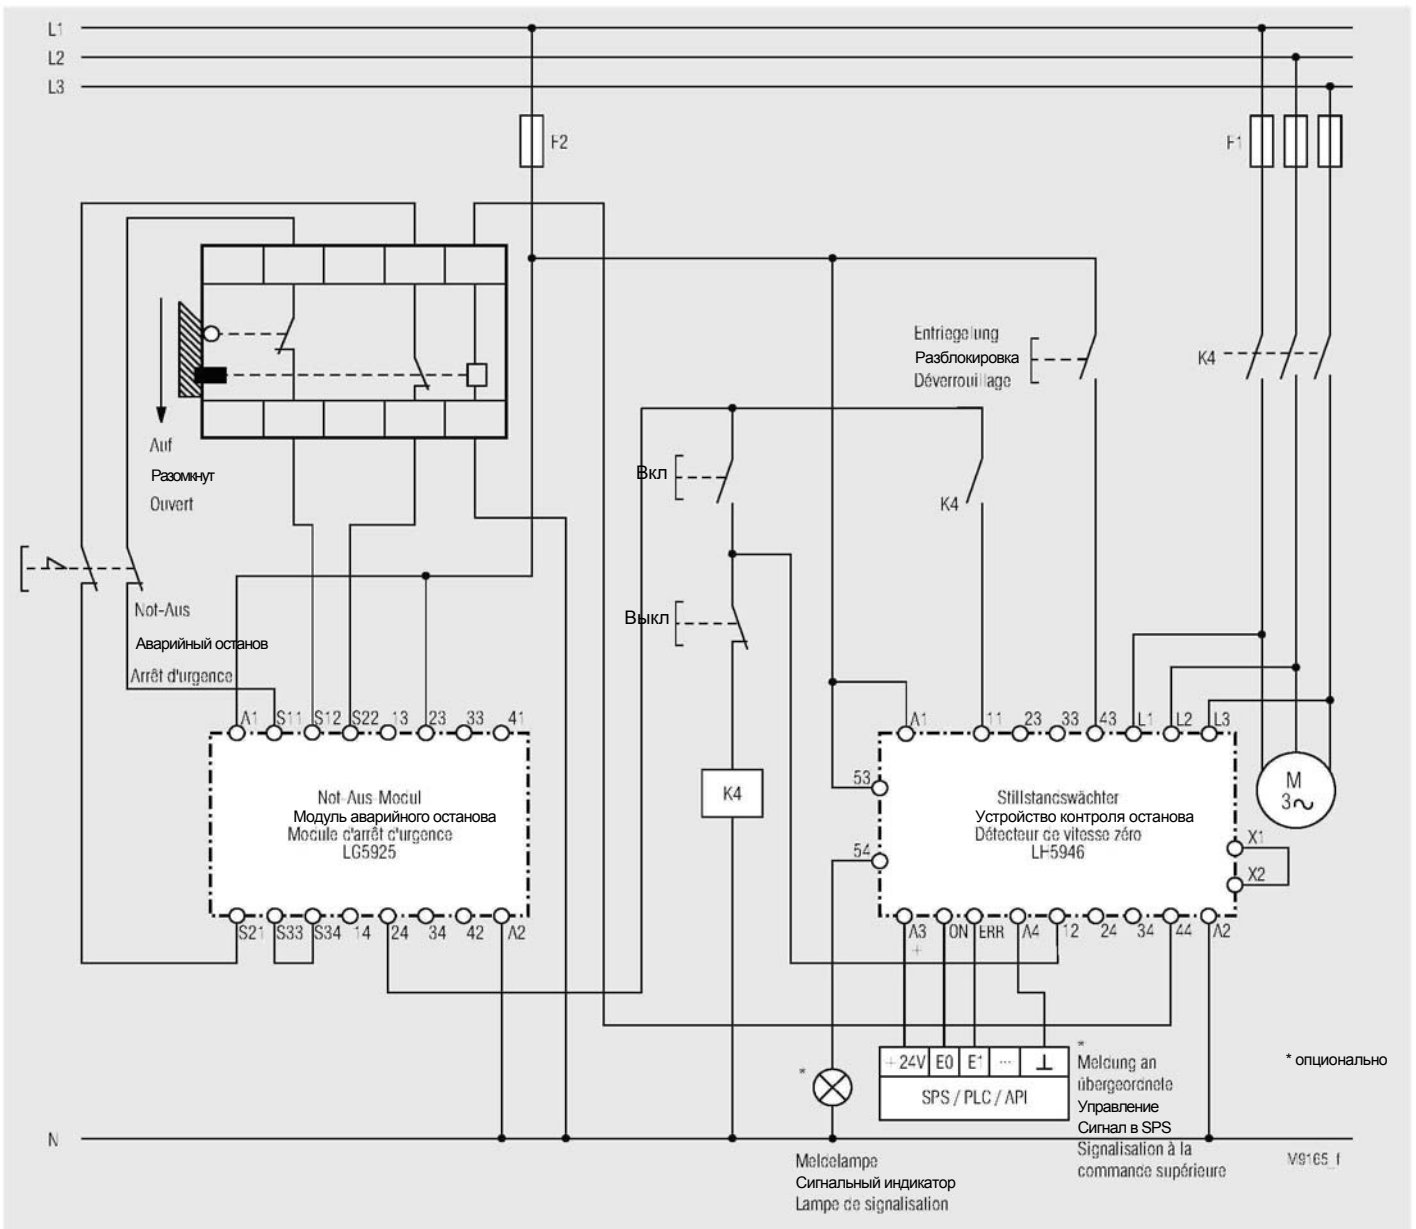 L1
L2
L3
F2
F1
Entriegelung
Разблокировка
Déverrouillage
K4
Auf
Разомкнут
Ouvert
Вкл
K4
Not-Aus
Аварийный останов
Arrêt d'urgence
Выкл
A1 S11 S12 S22 13 23 33 41
A1 11 23 33 43 L1 L2 L3
53
K4
M
3~
Not-Aus-Modul
Модуль аварийного останова
Module d'arrêt d'urgence
LG5925
Stillstandswächter
Устройство контроля останова
Détecteur de vitesse zéro
LH5946
54
X1
X2
S21 S33 S34 14 24 34 42 A2
A3 ON ERR A4 12 24 34 44 A2
+
+ 24V E0 E1 ... ⊥
SPS / PLC / API
*
*
Meldung an
übergeordnele
Управление
Сигнал в SPS
Signalisation à la
commande supérieure
* опционально
N
M9165_f
Meldelampe
Сигнальный индикатор
Lampe de signalisation